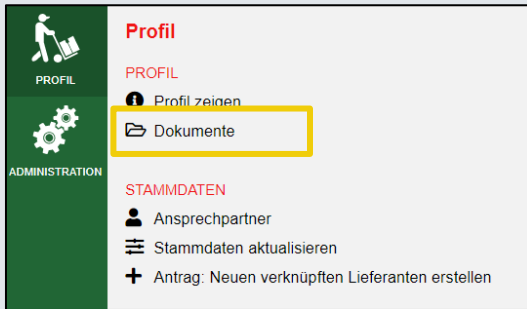 Profil
PROFIL
PROFIL
Profil zeigen
Dokumente
ADMINISTRATION
STAMMDATEN
Ansprechpartner
Stammdaten aktualisieren
Antrag: Neuen verknüpften Lieferanten erstellen